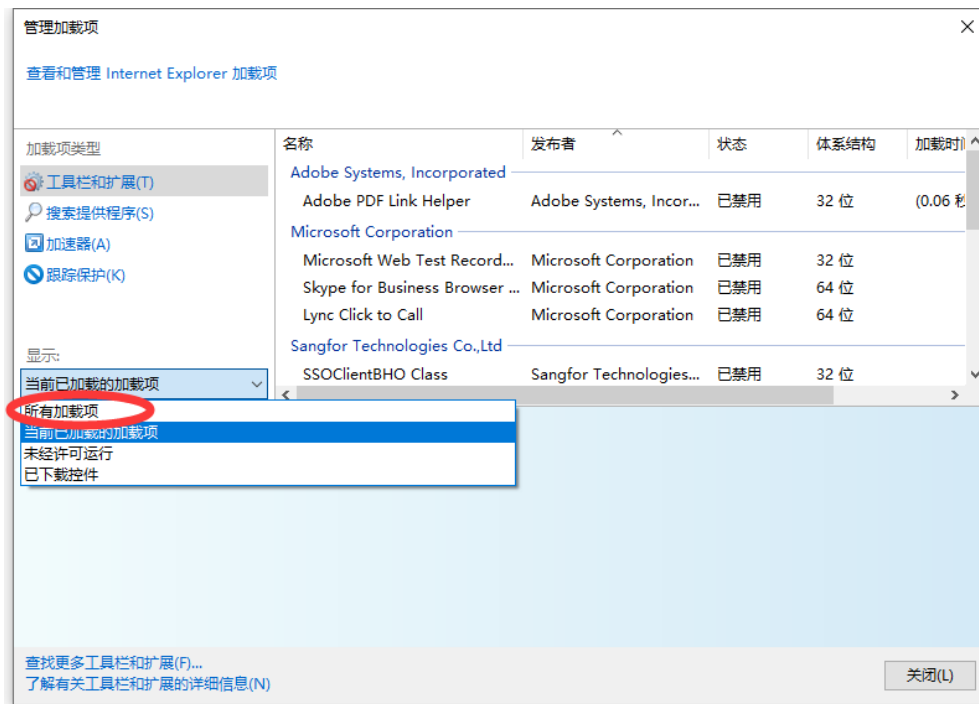 管理加载项
查看和管理 Internet Explorer 加载项
加载项类型
工具栏和扩展(T)
搜索提供程序(S)
加速器(A)
跟踪保护(K)
显示:
当前已加载的加载项
所有加载项
当前已加载的加载项
未经许可运行
已下载控件
名称 发布者 状态 体系结构 加载时
Adobe Systems, Incorporated
Adobe PDF Link Helper Adobe Systems, Incor... 已禁用 32 位 (0.06
Microsoft Corporation
Microsoft Web Test Record... Microsoft Corporation 已禁用 32 位
Skype for Business Browser ... Microsoft Corporation 已禁用 64 位
Lync Click to Call Microsoft Corporation 已禁用 64 位
Sangfor Technologies Co.,Ltd
SSOClientBHO Class Sangfor Technologies... 已禁用 32 位
查找更多工具栏和扩展(F)...
了解有关工具栏和扩展的详细信息(N)
关闭(L)